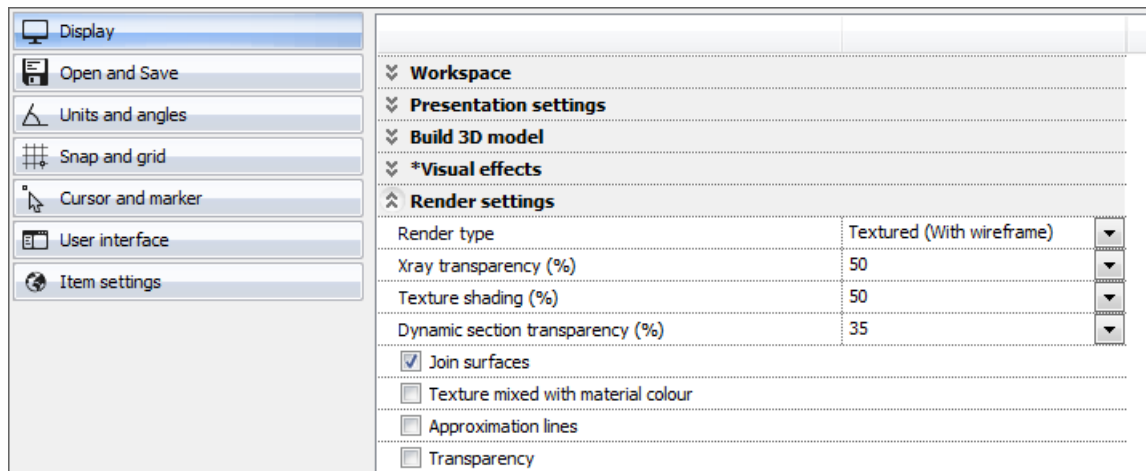 Display
Open and Save
Units and angles
Snap and grid
Cursor and marker
User interface
Item settings
Workspace
Presentation settings
Build 3D model
*Visual effects
Render settings
Render type Textured (With wireframe)
Xray transparency (%) 50
Texture shading (%) 50
Dynamic section transparency (%) 35
Join surfaces
Texture mixed with material colour
Approximation lines
Transparency